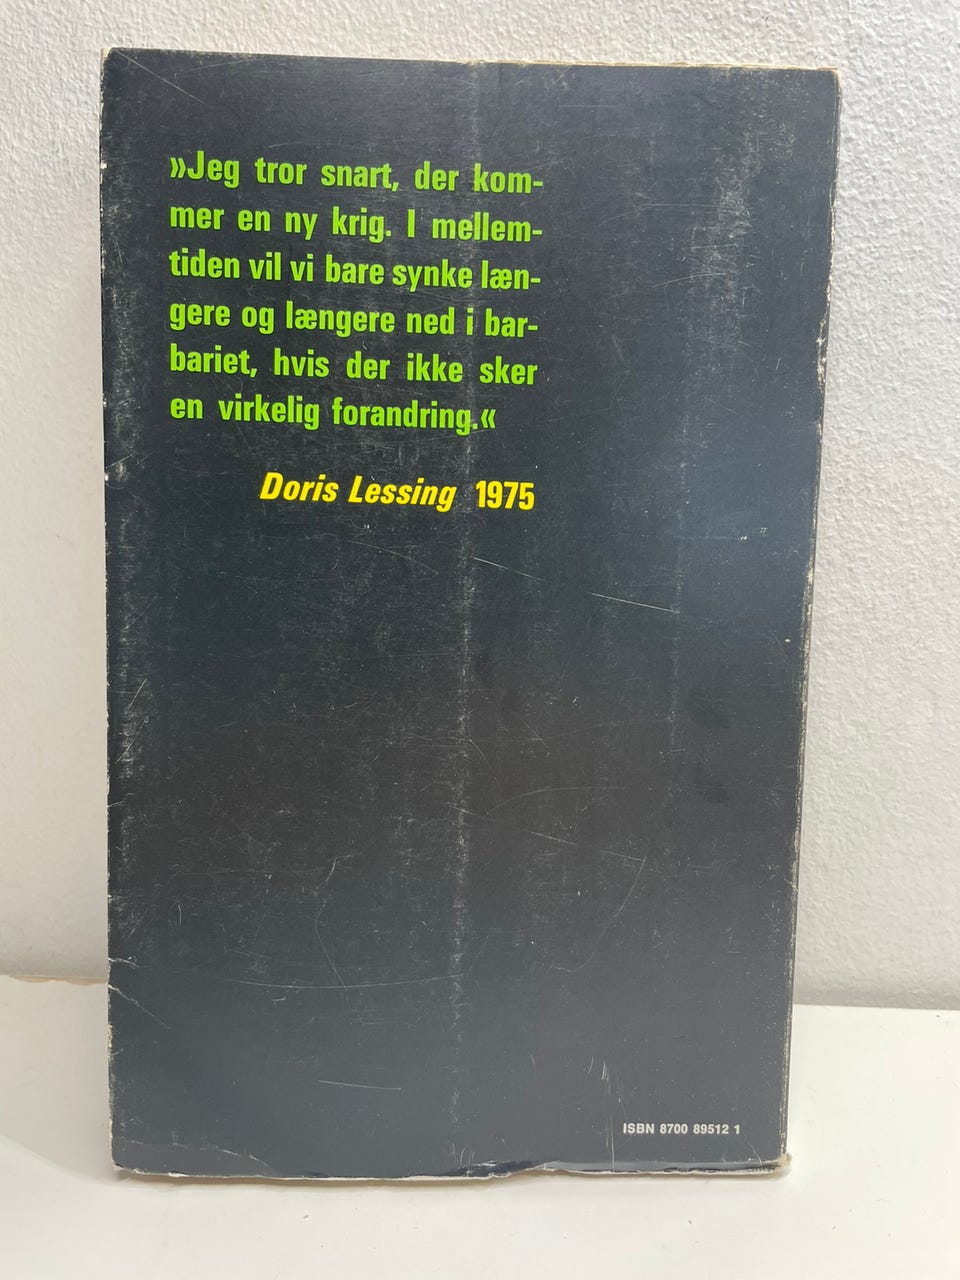 »Jeg tror snart, der kom-
mer en ny krig. I mellem-
tiden vil vi bare synke læn-
gere og længere ned i bar-
bariet, hvis der ikke sker
en virkelig forandring.«
Doris Lessing 1975
ISBN 8700 89512 1